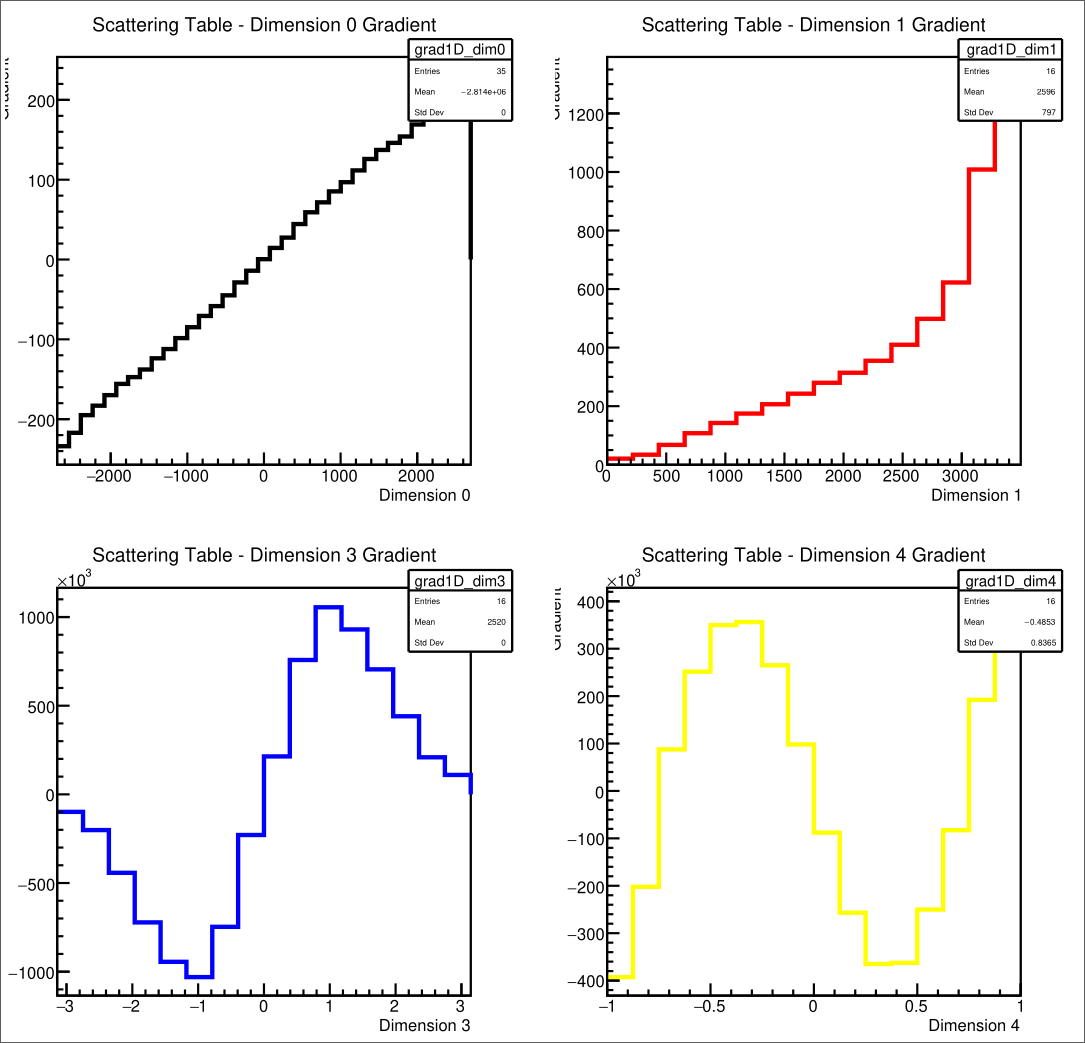 Scattering Table - Dimension 0 Gradient
grad1D_dim0
Entries 35
Mean −2.814e+06
Std Dev 0
Gradient
200
100
0
−100
−200
−2000 −1000 0 1000 2000
Dimension 0
Scattering Table - Dimension 1 Gradient
grad1D_dim1
Entries 16
Mean 2596
Std Dev 797
Gradient
1200
1000
800
600
400
200
0
0 500 1000 1500 2000 2500 3000
Dimension 1
Scattering Table - Dimension 3 Gradient
×10³
grad1D_dim3
Entries 16
Mean 2520
Std Dev 0
1000
500
0
−500
−1000
−3 −2 −1 0 1 2 3
Dimension 3
Scattering Table - Dimension 4 Gradient
×10³
grad1D_dim4
Entries 16
Mean −0.4853
Std Dev 0.8365
Gradient
400
300
200
100
0
−100
−200
−300
−400
−1 −0.5 0 0.5 1
Dimension 4